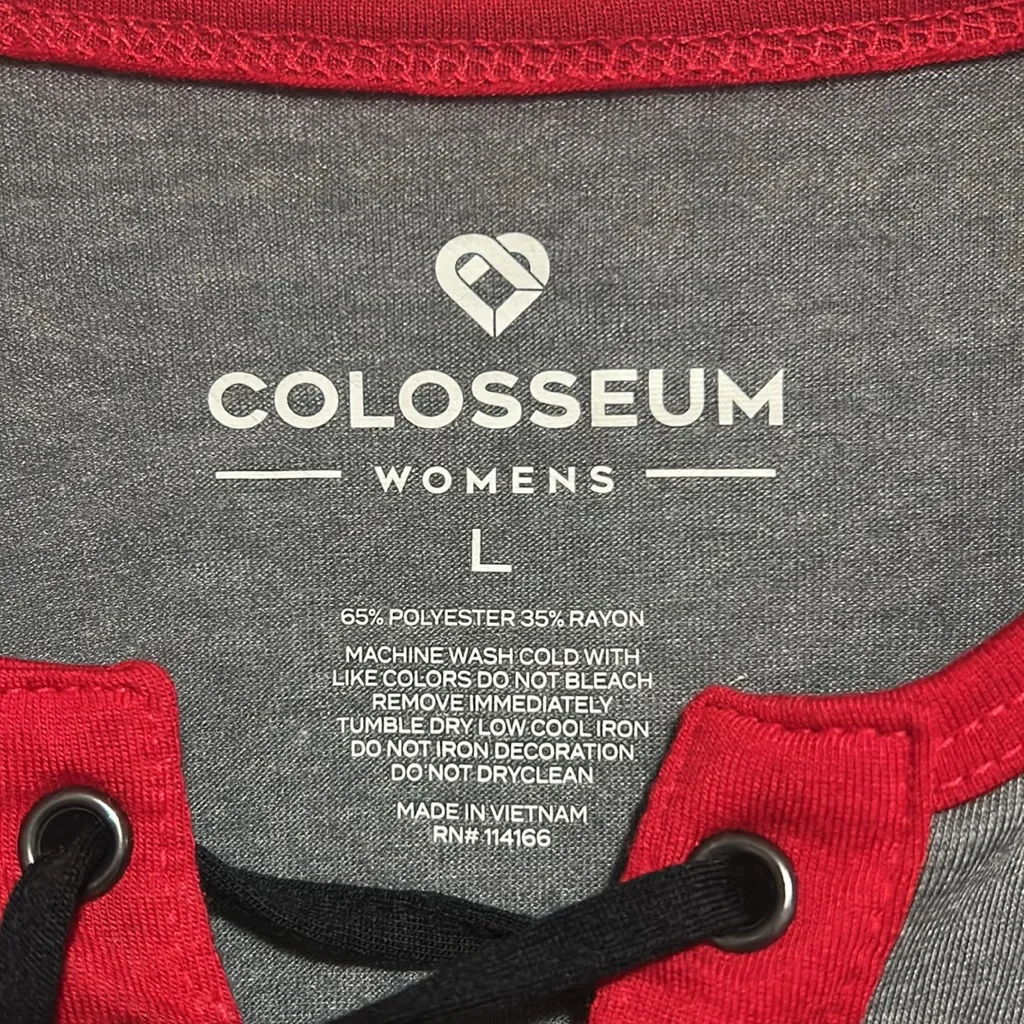 COLOSSEUM
WOMENS
L
65% POLYESTER 35% RAYON
MACHINE WASH COLD WITH
LIKE COLORS DO NOT BLEACH
REMOVE IMMEDIATELY
TUMBLE DRY LOW COOL IRON
DO NOT IRON DECORATION
DO NOT DRYCLEAN
MADE IN VIETNAM
RN# 114166